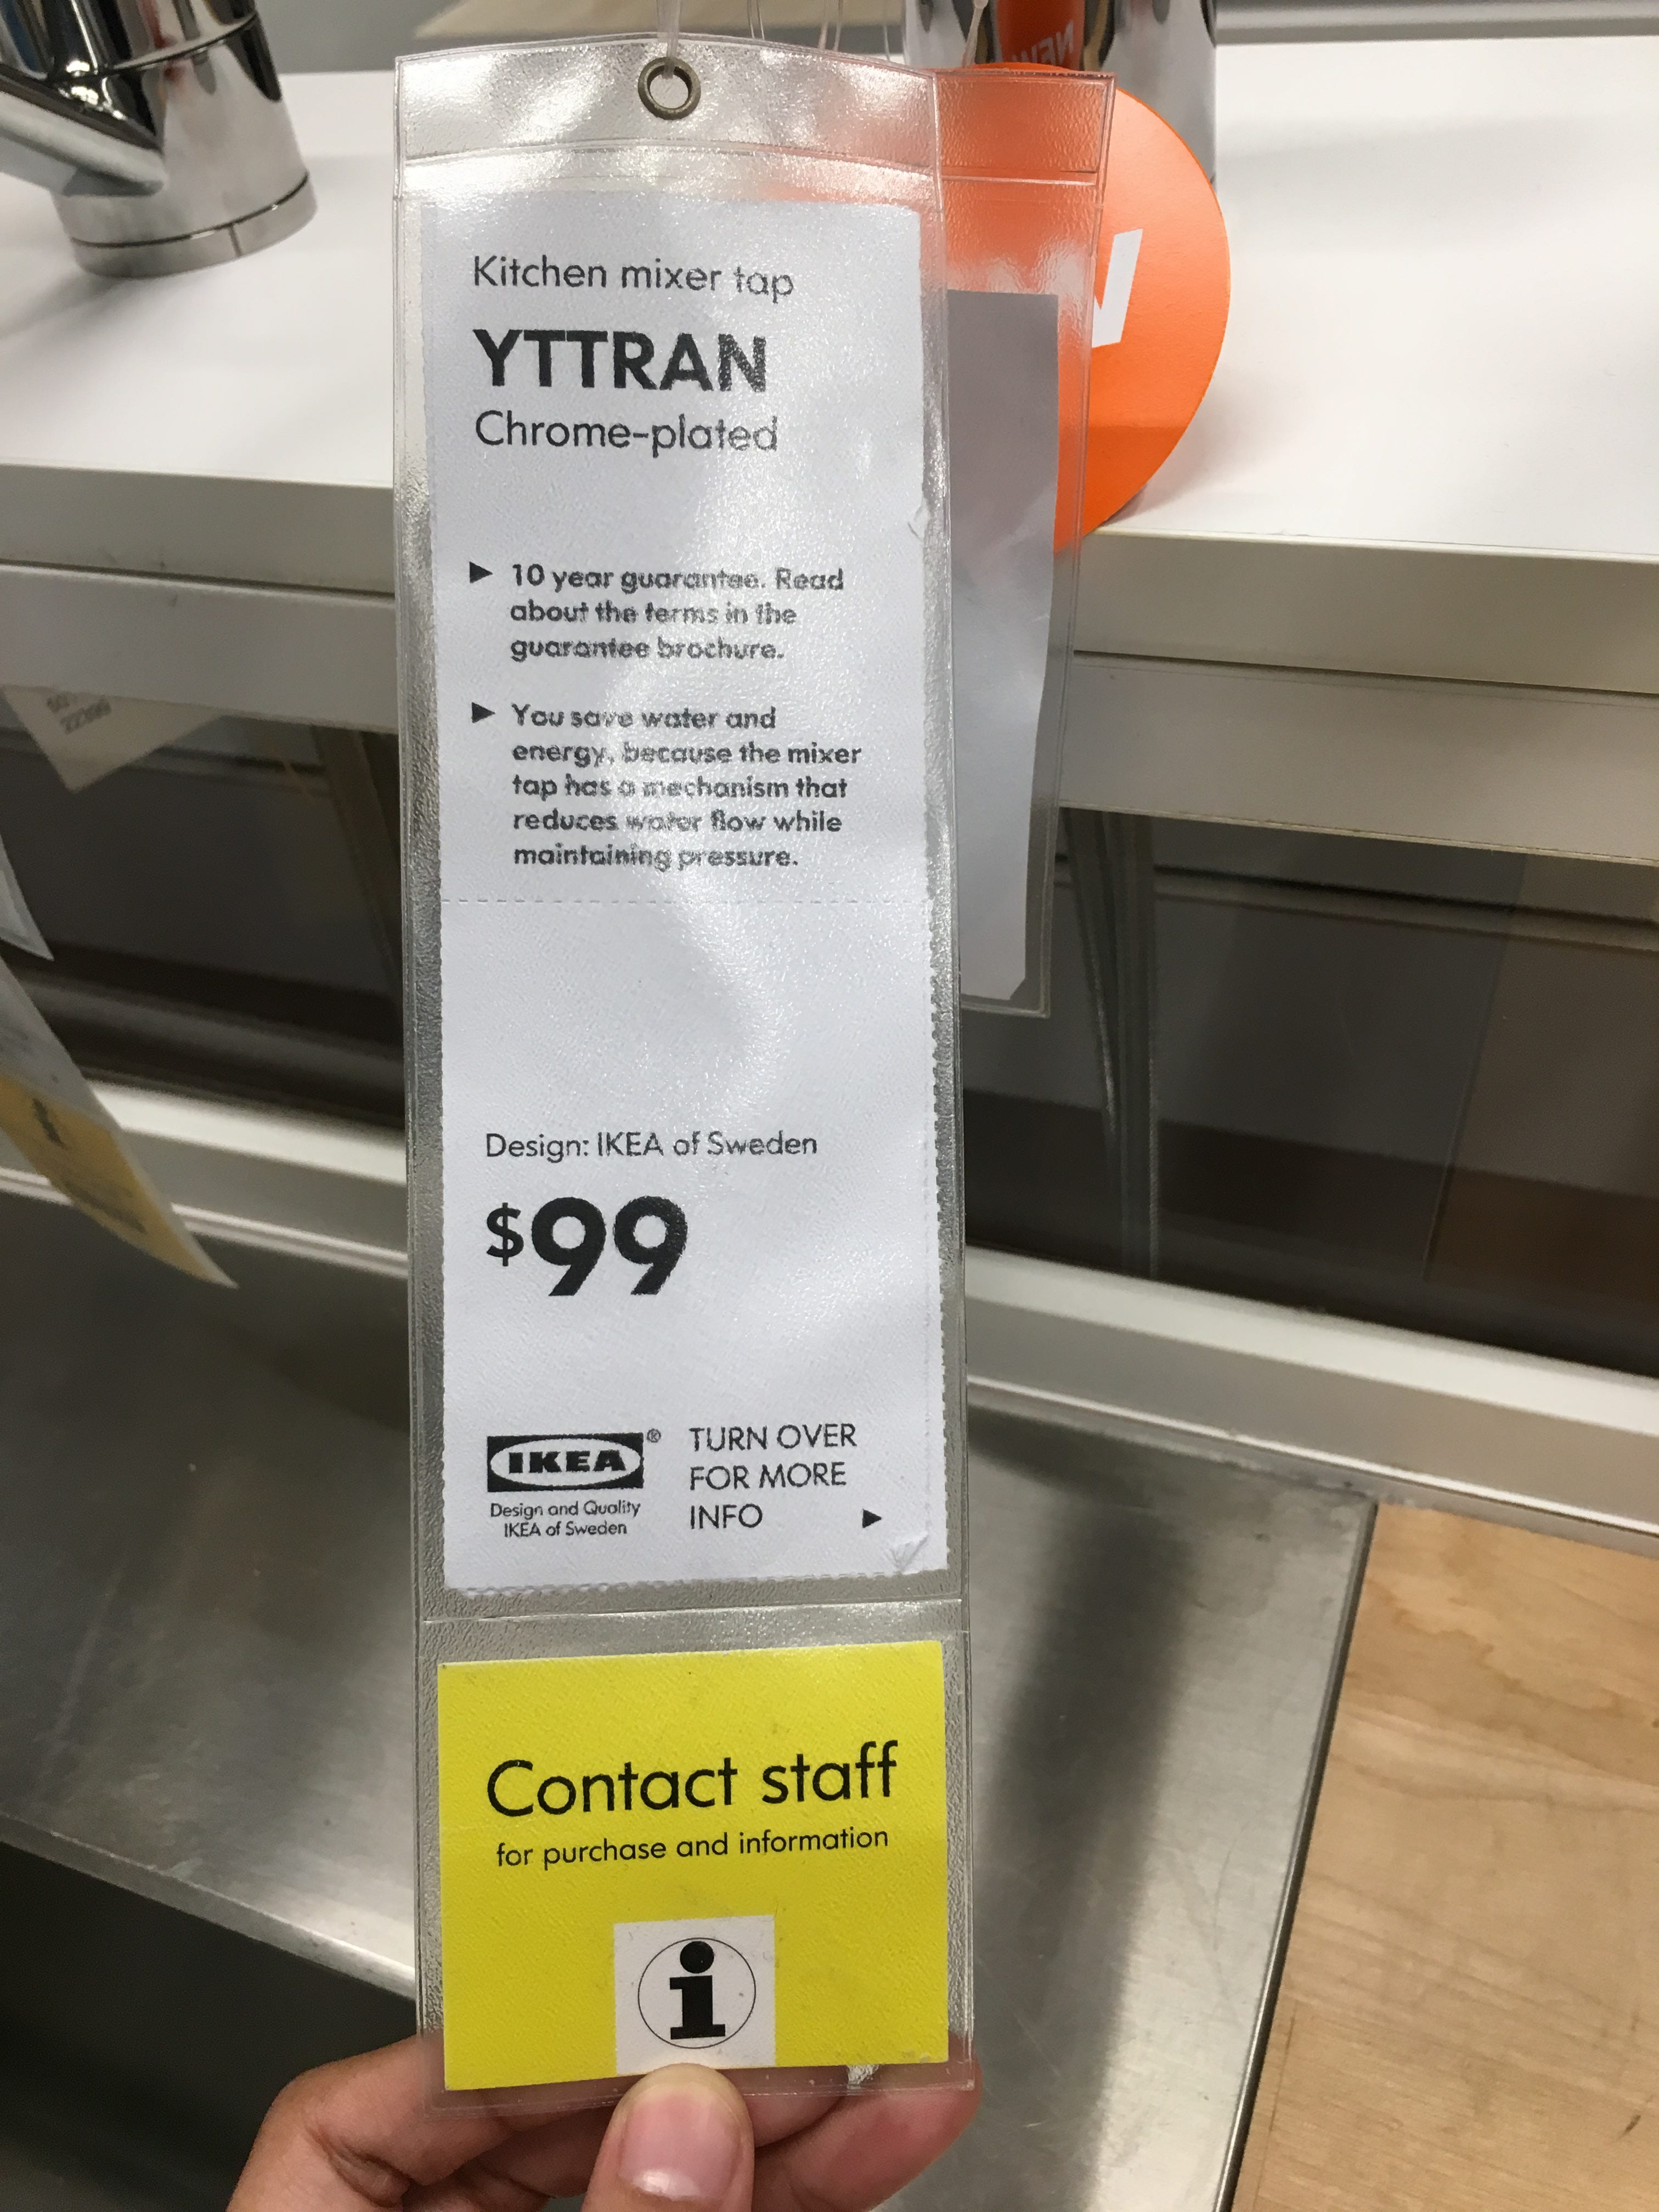 Kitchen mixer tap
YTTRAN
Chrome-plated
► 10 year guarantee. Read
about the terms in the
guarantee brochure.
► You save water and
energy, because the mixer
tap has a mechanism that
reduces water flow while
maintaining pressure.
Design: IKEA of Sweden
$99
IKEA®
Design and Quality
IKEA of Sweden
TURN OVER
FOR MORE
INFO ►
Contact staff
for purchase and information
i